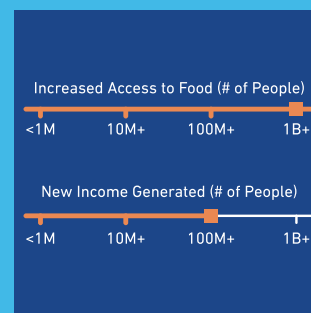 Increased Access to Food (# of People)
<1M 10M+ 100M+ 1B+
New Income Generated (# of People)
<1M 10M+ 100M+ 1B+